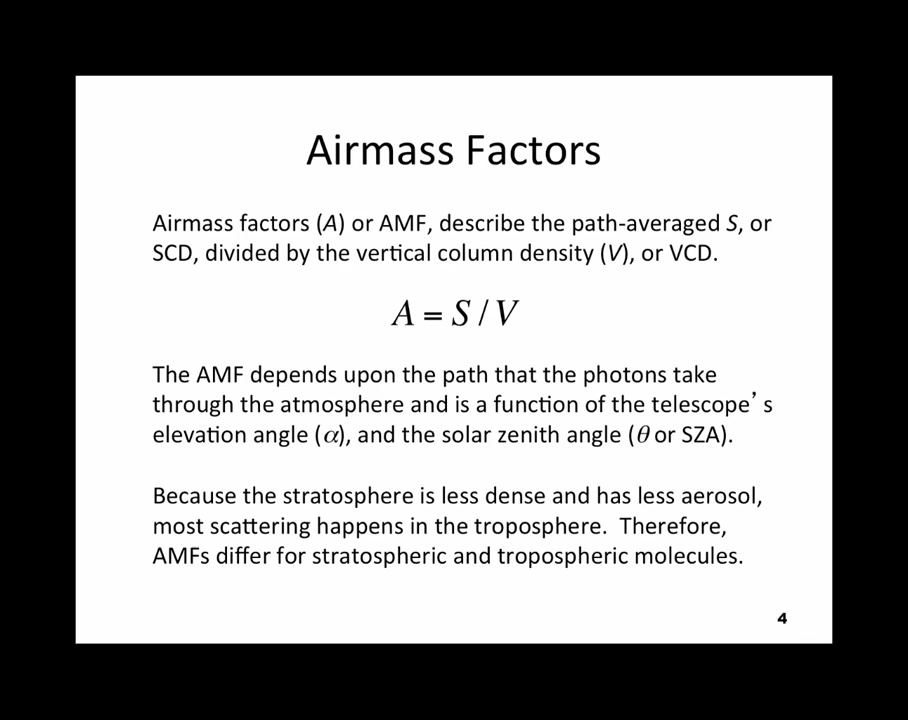 Airmass Factors
Airmass factors (A) or AMF, describe the path-averaged S, or
SCD, divided by the vertical column density (V), or VCD.
A = S / V
The AMF depends upon the path that the photons take
through the atmosphere and is a function of the telescope’s
elevation angle (α), and the solar zenith angle (θ or SZA).
Because the stratosphere is less dense and has less aerosol,
most scattering happens in the troposphere. Therefore,
AMFs differ for stratospheric and tropospheric molecules.
4